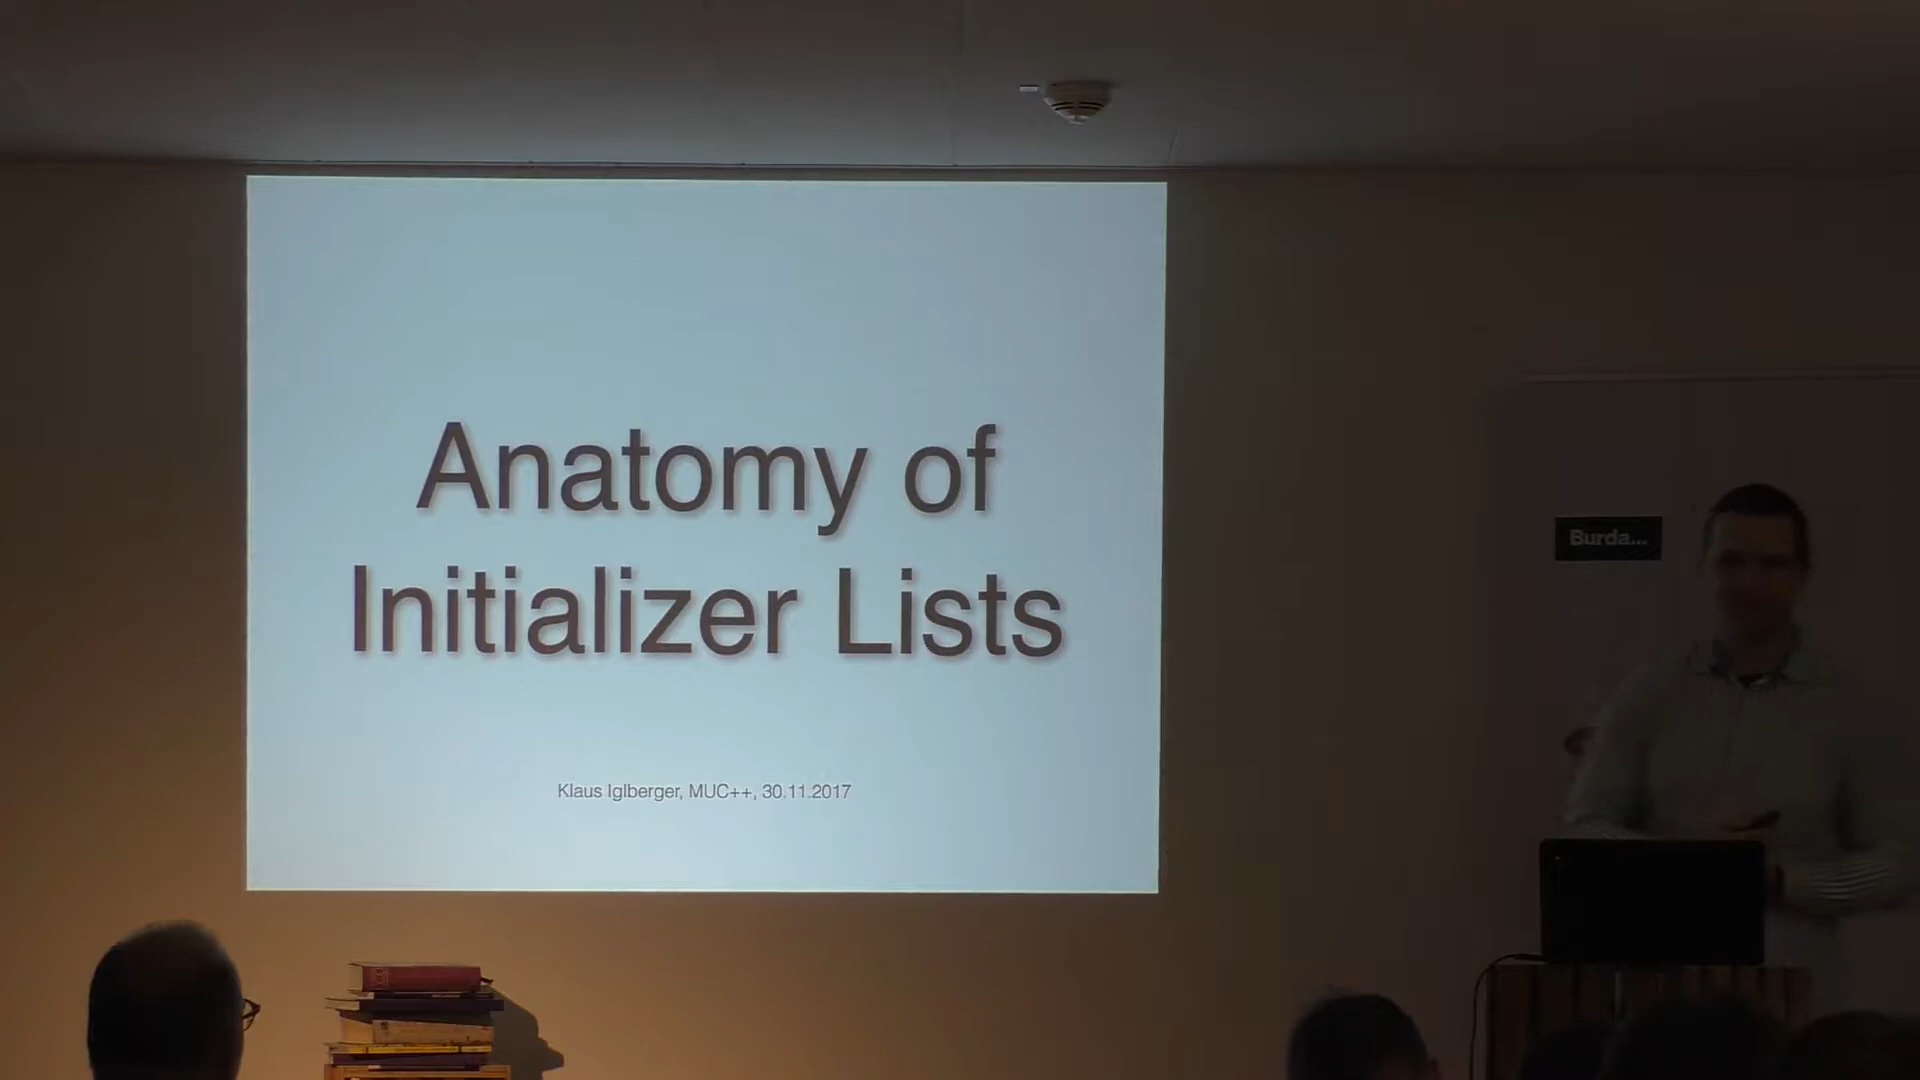 Anatomy of
Initializer Lists
Klaus Iglberger, MUC++, 30.11.2017
Burda...